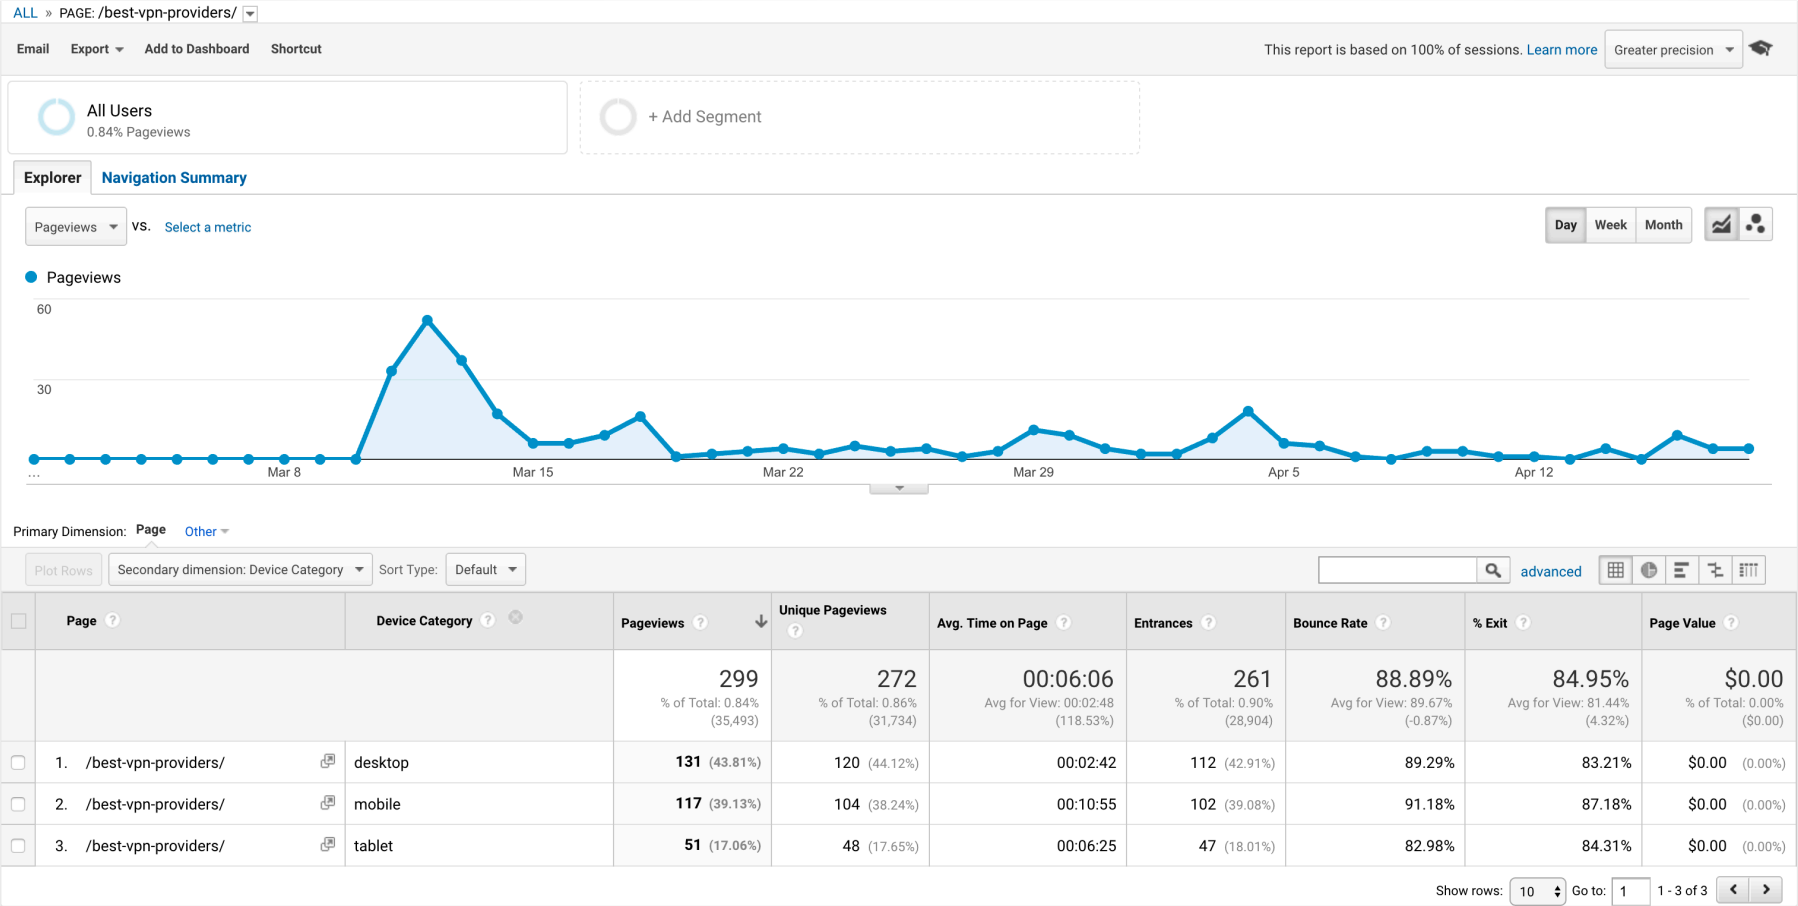 ALL » PAGE: /best-vpn-providers/
Email Export Add to Dashboard Shortcut This report is based on 100% of sessions. Learn more Greater precision
All Users
0.84% Pageviews
+ Add Segment
Explorer Navigation Summary
Pageviews VS. Select a metric Day Week Month
Pageviews
60
30
... Mar 8 Mar 15 Mar 22 Mar 29 Apr 5 Apr 12
Primary Dimension: Page Other
Plot Rows Secondary dimension: Device Category Sort Type: Default advanced
Page ? Device Category ? Pageviews ? Unique Pageviews ? Avg. Time on Page ? Entrances ? Bounce Rate ? % Exit ? Page Value ?
299 272 00:06:06 261 88.89% 84.95% $0.00
% of Total: 0.84% % of Total: 0.86% Avg for View: 00:02:48 % of Total: 0.90% Avg for View: 89.67% Avg for View: 81.44% % of Total: 0.00%
(35,493) (31,734) (118.53%) (28,904) (-0.87%) (4.32%) ($0.00)
1. /best-vpn-providers/ desktop 131 (43.81%) 120 (44.12%) 00:02:42 112 (42.91%) 89.29% 83.21% $0.00 (0.00%)
2. /best-vpn-providers/ mobile 117 (39.13%) 104 (38.24%) 00:10:55 102 (39.08%) 91.18% 87.18% $0.00 (0.00%)
3. /best-vpn-providers/ tablet 51 (17.06%) 48 (17.65%) 00:06:25 47 (18.01%) 82.98% 84.31% $0.00 (0.00%)
Show rows: 10 Go to: 1 1 - 3 of 3